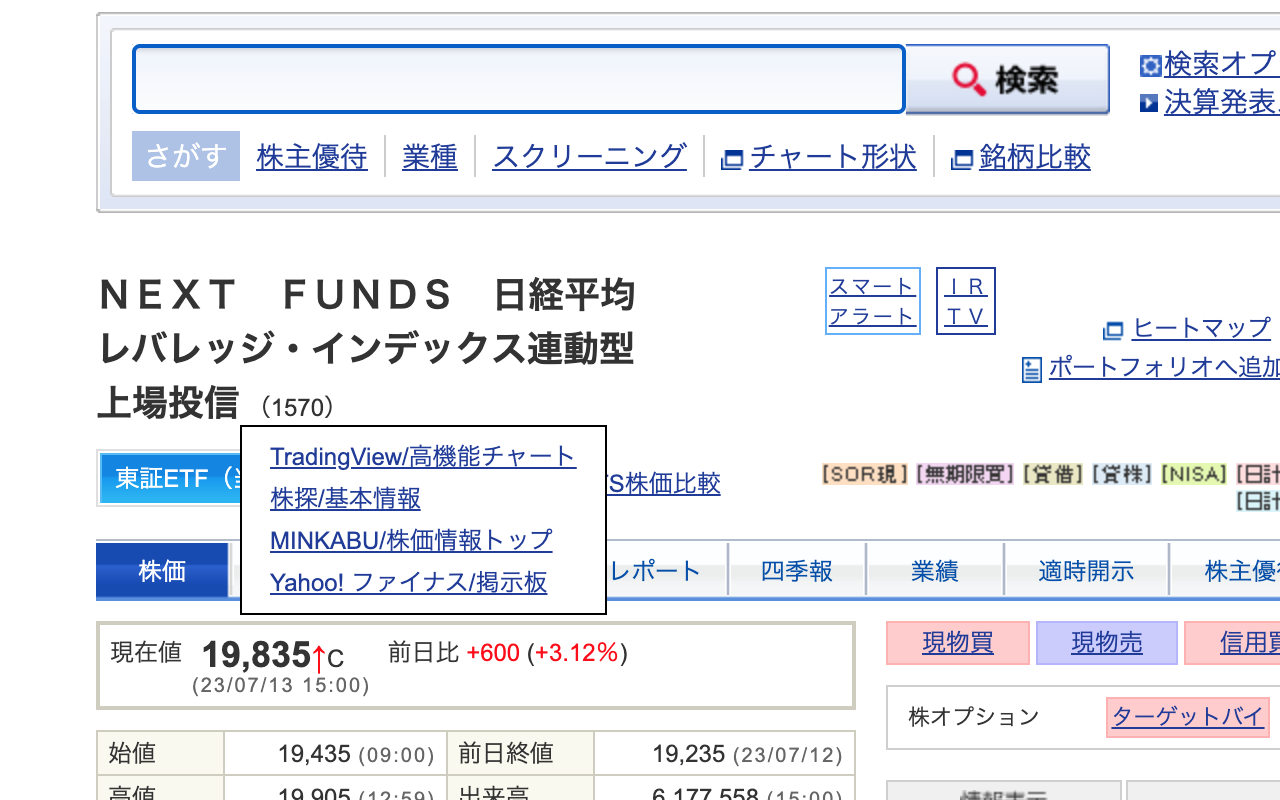 検索
検索オプ
決算発表
さがす 株主優待 業種 スクリーニング チャート形状 銘柄比較
ＮＥＸＴ　ＦＵＮＤＳ　日経平均
レバレッジ・インデックス連動型
上場投信 （1570）
スマート
アラート
ＩＲ
ＴＶ
ヒートマップ
ポートフォリオへ追加
TradingView/高機能チャート
株探/基本情報
MINKABU/株価情報トップ
Yahoo! ファイナス/掲示板
東証ETF（
S株価比較
[SOR現] [無期限買] [貸借] [貸株] [NISA] [日計
[日計
株価 レポート 四季報 業績 適時開示 株主優
現在値 19,835↑C 前日比 +600 (+3.12%)
(23/07/13 15:00)
現物買 現物売 信用買
株オプション ターゲットバイ
始値 19,435 (09:00) 前日終値 19,235 (23/07/12)
高値 19,905 (12:59) 出来高 6,177,558 (15:00)
情報表示